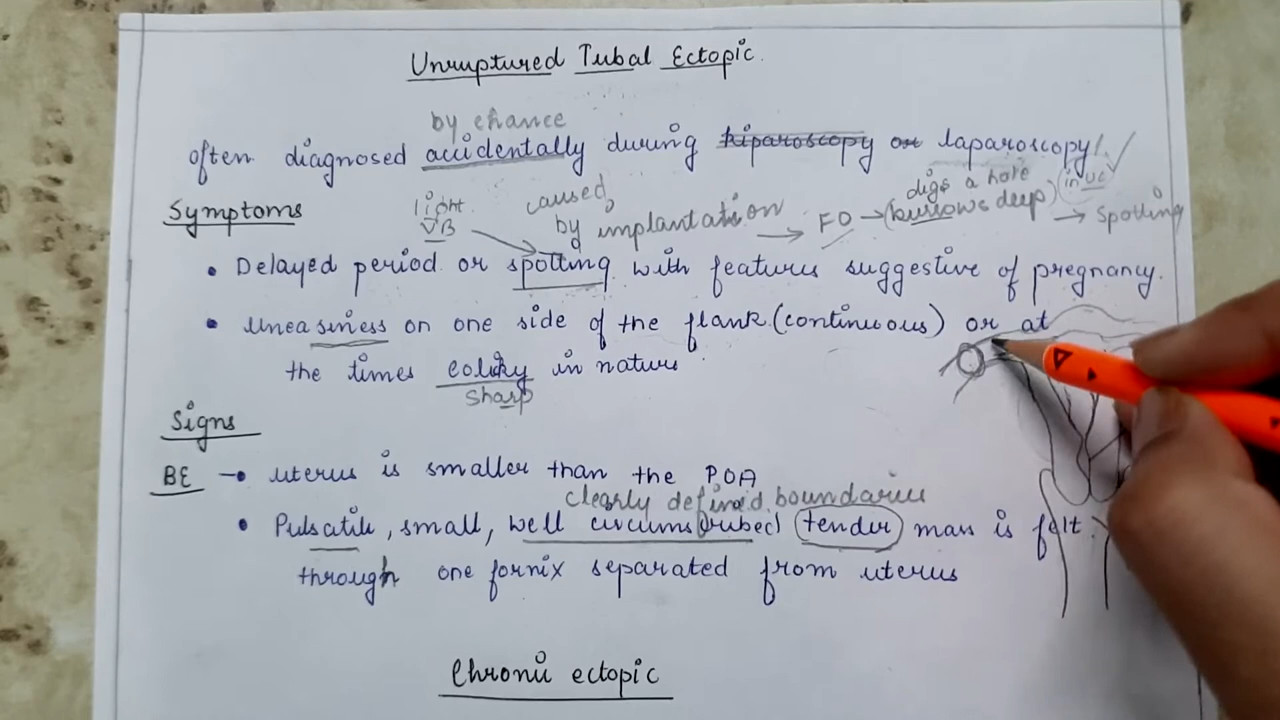 Unruptured Tubal Ectopic.
by chance
often diagnosed accidentally during hiparoscopy or laparoscopy
digs a hole
Symptoms light VB caused by implantation → FO → (burrows deep) (in UE) → Spotting
• Delayed period or spotting with features suggestive of pregnancy.
• uneasiness on one side of the flank (continuous) or at
the times colicky in nature
sharp
Signs
BE → • uterus is smaller than the POA
clearly defined boundaries
• Pulsatile, small, well circumscribed tender mass is felt
through one fornix separated from uterus
Chronic ectopic